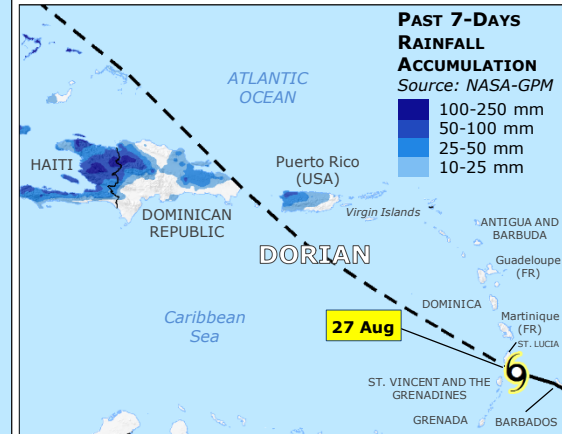 PAST 7-DAYS
RAINFALL
ACCUMULATION
Source: NASA-GPM
100-250 mm
50-100 mm
25-50 mm
10-25 mm
ATLANTIC
OCEAN
HAITI
Puerto Rico
(USA)
Virgin Islands
DOMINICAN
REPUBLIC
ANTIGUA AND
BARBUDA
DORIAN
Guadeloupe
(FR)
DOMINICA
Caribbean
Sea
27 Aug
Martinique
(FR)
ST. LUCIA
ST. VINCENT AND THE
GRENADINES
GRENADA
BARBADOS